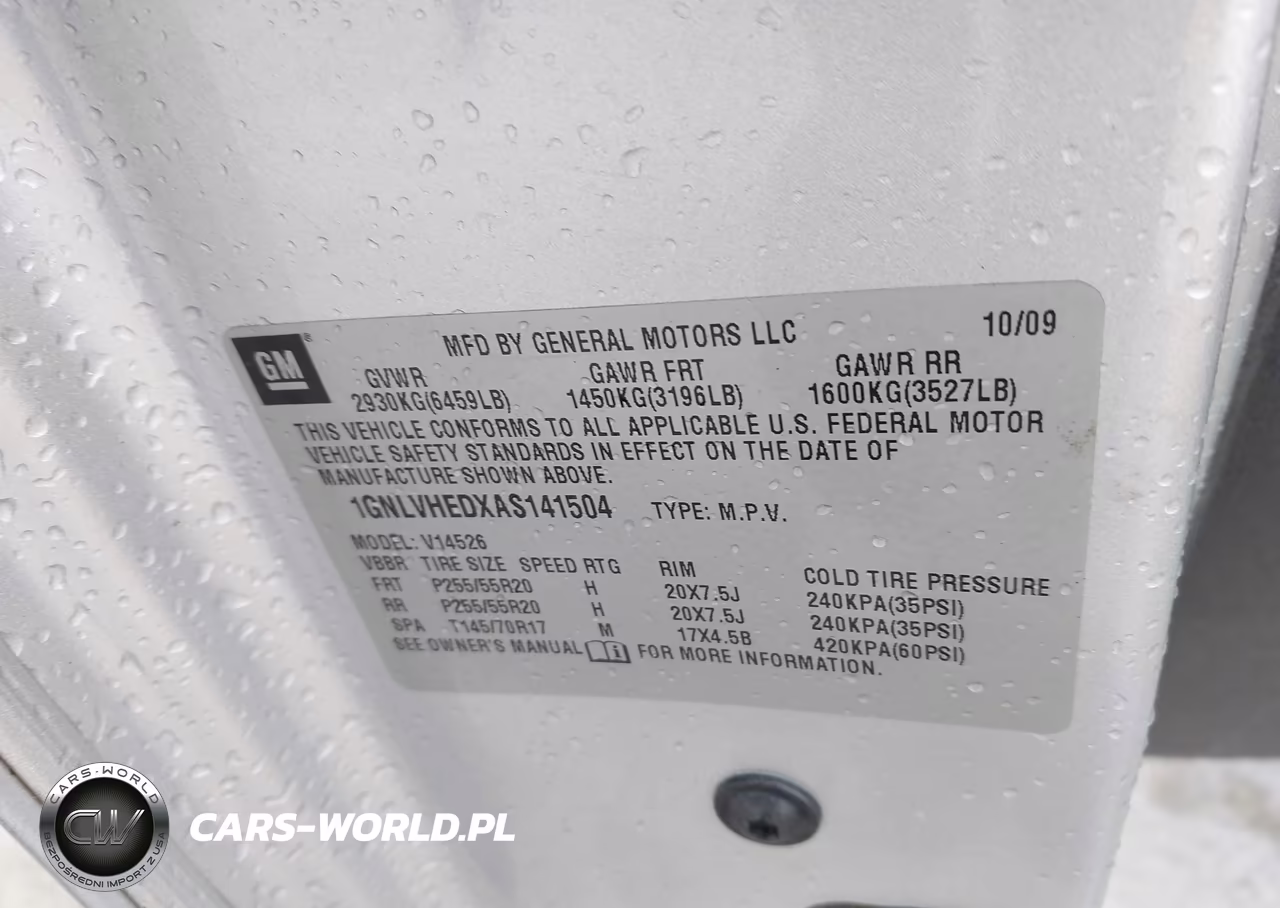 GM
®
MFD BY GENERAL MOTORS LLC 10/09
GVWR GAWR FRT GAWR RR
2930KG(6459LB) 1450KG(3196LB) 1600KG(3527LB)
THIS VEHICLE CONFORMS TO ALL APPLICABLE U.S. FEDERAL MOTOR
VEHICLE SAFETY STANDARDS IN EFFECT ON THE DATE OF
MANUFACTURE SHOWN ABOVE.
1GNLVHEDXAS141504 TYPE: M.P.V.
MODEL: V14526
VBBR TIRE SIZE SPEED RTG RIM COLD TIRE PRESSURE
FRT P255/55R20 H 20X7.5J 240KPA(35PSI)
RR P255/55R20 H 20X7.5J 240KPA(35PSI)
SPA T145/70R17 M 17X4.5B 420KPA(60PSI)
SEE OWNER'S MANUAL i FOR MORE INFORMATION.
CARS-WORLD
CW
BEZPOŚREDNI IMPORT Z USA
CARS-WORLD.PL